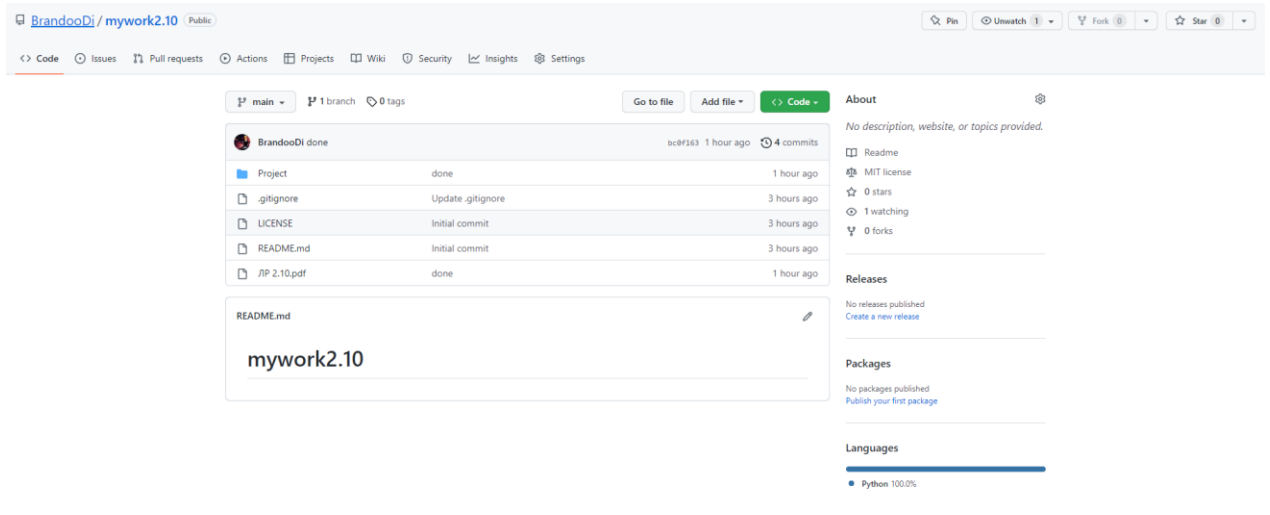 BrandooDi / mywork2.10 Public
Pin Unwatch 1 Fork 0 Star 0
Code Issues Pull requests Actions Projects Wiki Security Insights Settings
main 1 branch 0 tags Go to file Add file Code
BrandooDi done bc0f163 1 hour ago 4 commits
Project done 1 hour ago
.gitignore Update .gitignore 3 hours ago
LICENSE Initial commit 3 hours ago
README.md Initial commit 3 hours ago
ЛР 2.10.pdf done 1 hour ago
README.md
mywork2.10
About
No description, website, or topics provided.
Readme
MIT license
0 stars
1 watching
0 forks
Releases
No releases published
Create a new release
Packages
No packages published
Publish your first package
Languages
Python 100.0%